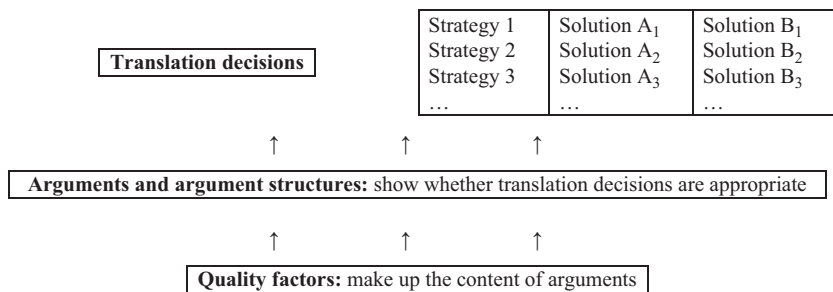 Translation decisions
Strategy 1 Solution A₁ Solution B₁
Strategy 2 Solution A₂ Solution B₂
Strategy 3 Solution A₃ Solution B₃
… … …
↑ ↑ ↑
Arguments and argument structures: show whether translation decisions are appropriate
↑ ↑ ↑
Quality factors: make up the content of arguments